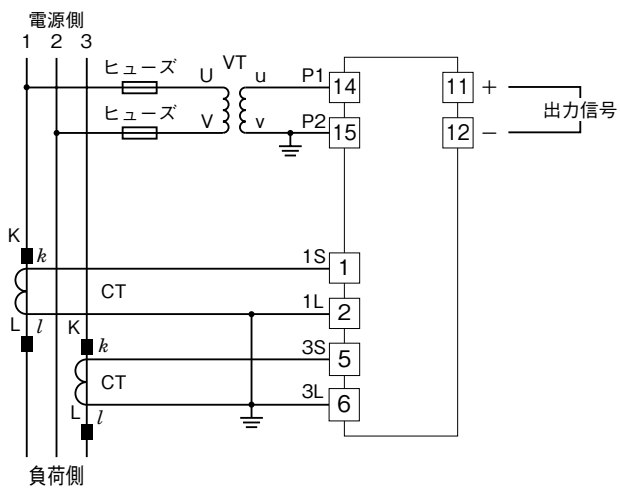 電源側
1 2 3
ヒューズ
VT
U u P1 14 11 +
ヒューズ
V v P2 15 12 −
出力信号
K
k
1S 1
CT
1L 2
L l
K
k
3S 5
CT
3L 6
L l
負荷側